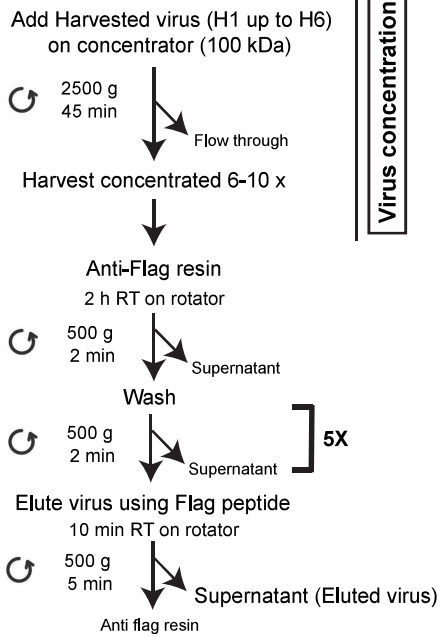 Add Harvested virus (H1 up to H6)
on concentrator (100 kDa)
2500 g
45 min
Flow through
Harvest concentrated 6-10 x
Virus concentration
Anti-Flag resin
2 h RT on rotator
500 g
2 min
Supernatant
Wash
500 g
2 min
Supernatant
5X
Elute virus using Flag peptide
10 min RT on rotator
500 g
5 min
Supernatant (Eluted virus)
Anti flag resin